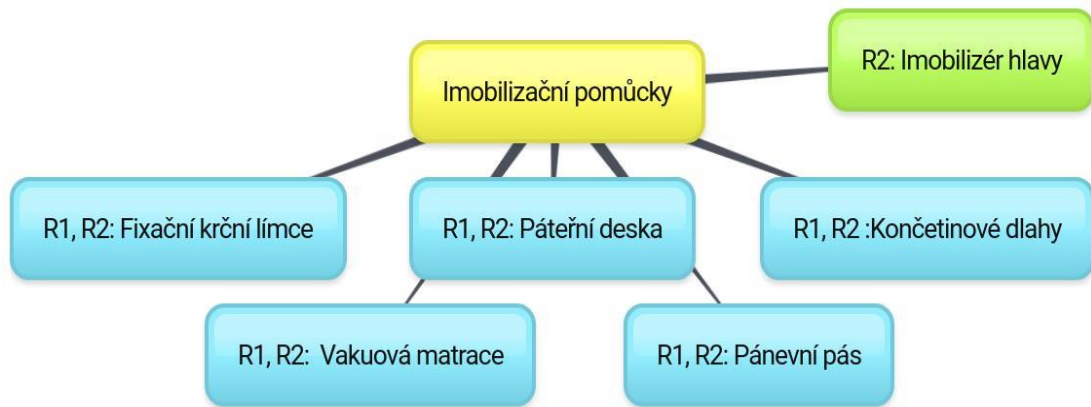 R2: Imobilizér hlavy
Imobilizační pomůcky
R1, R2: Fixační krční límce
R1, R2: Páteřní deska
R1, R2 :Končetinové dlahy
R1, R2:  Vakuová matrace
R1, R2: Pánevní pás